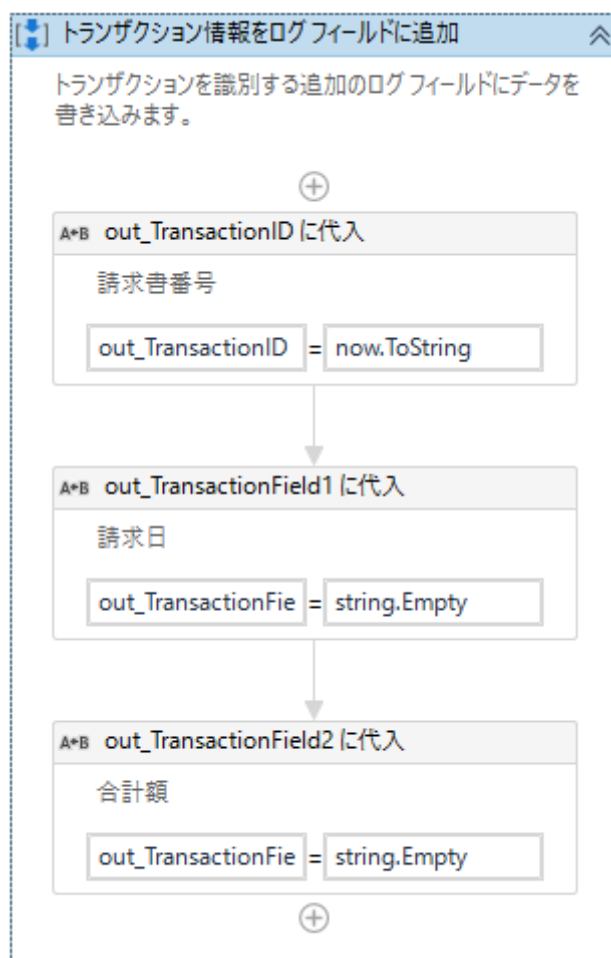 トランザクション情報をログ フィールドに追加
トランザクションを識別する追加のログ フィールドにデータを
書き込みます。
A←B out_TransactionID に代入
請求書番号
out_TransactionID = now.ToString
A←B out_TransactionField1 に代入
請求日
out_TransactionFie = string.Empty
A←B out_TransactionField2 に代入
合計額
out_TransactionFie = string.Empty